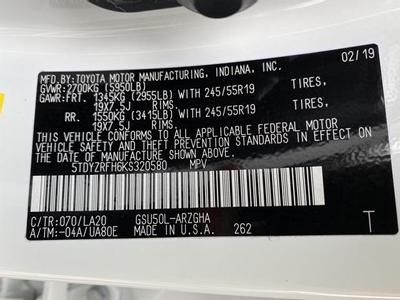 MFD.BY:TOYOTA MOTOR MANUFACTURING, INDIANA, INC.
GVWR:2700KG (5950LB) 02/19
GAWR:FRT. 1345KG (2955LB) WITH 245/55R19 TIRES,
19X7.5J RIMS.
RR. 1550KG (3415LB) WITH 245/55R19 TIRES,
19X7.5J RIMS.
THIS VEHICLE CONFORMS TO ALL APPLICABLE FEDERAL MOTOR
VEHICLE SAFETY AND THEFT PREVENTION STANDARDS IN EFFECT
ON THE DATE OF MANUFACTURE SHOWN ABOVE.
5TDYZRFH6KS320580 MPV
C/TR:070/LA20 GSU50L-ARZGHA
A/TM:-04A/UA80E MADE IN U.S.A. 262 T